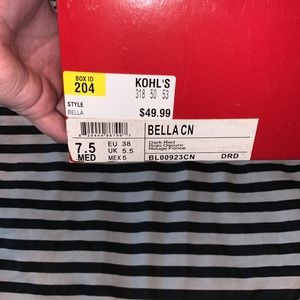 BOX ID
204
KOHL'S
318 50 53
STYLE
BELLA
$49.99
BELLA CN
7.5
MED
EU 38
UK 5.5
MEX 5
Dark Red
Rojo Oscuro
Rouge Fonce
BL00923CN DRD